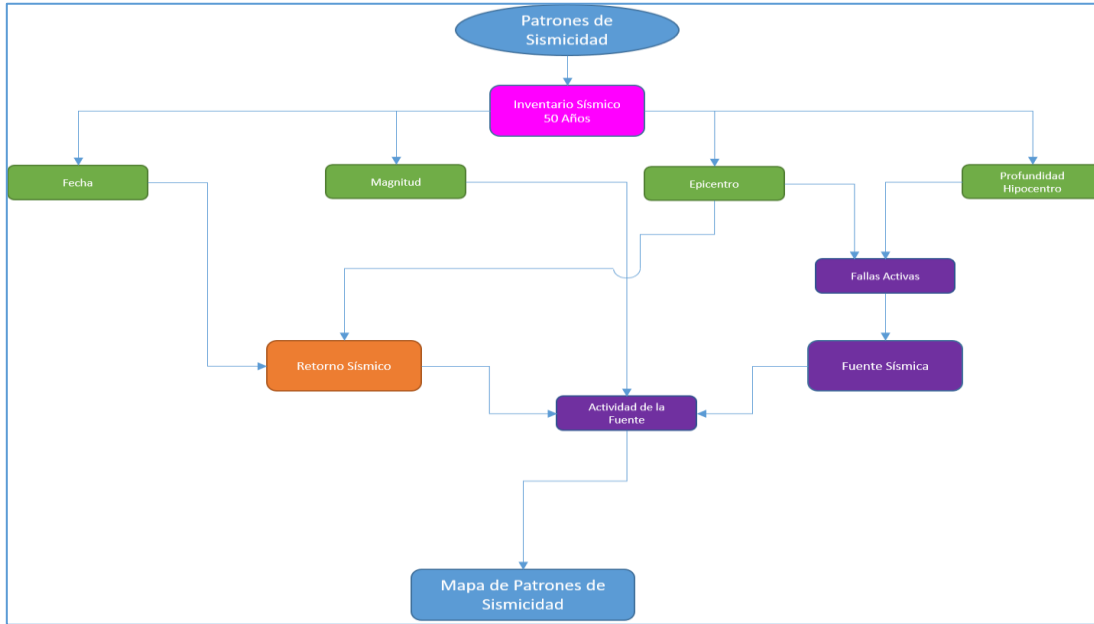 Patrones de
Sismicidad
Inventario Sísmico
50 Años
Fecha
Magnitud
Epicentro
Profundidad
Hipocentro
Fallas Activas
Retorno Sísmico
Fuente Sísmica
Actividad de la
Fuente
Mapa de Patrones de
Sismicidad